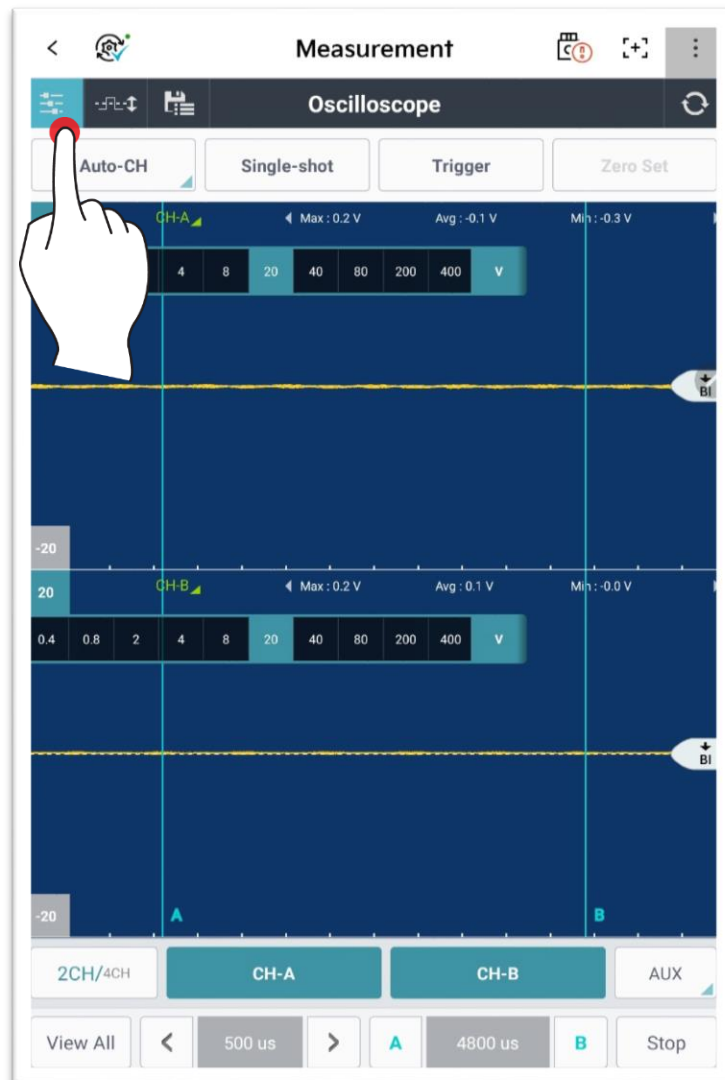 Measurement
Oscilloscope
Auto-CH Single-shot Trigger Zero Set
CH-A Max : 0.2 V Avg : -0.1 V Min : -0.3 V
4 8 20 40 80 200 400 V
BI
-20
20 CH-B Max : 0.2 V Avg : 0.1 V Min : -0.0 V
0.4 0.8 2 4 8 20 40 80 200 400 V
BI
-20 A B
2CH/4CH CH-A CH-B AUX
View All < 500 us > A 4800 us B Stop